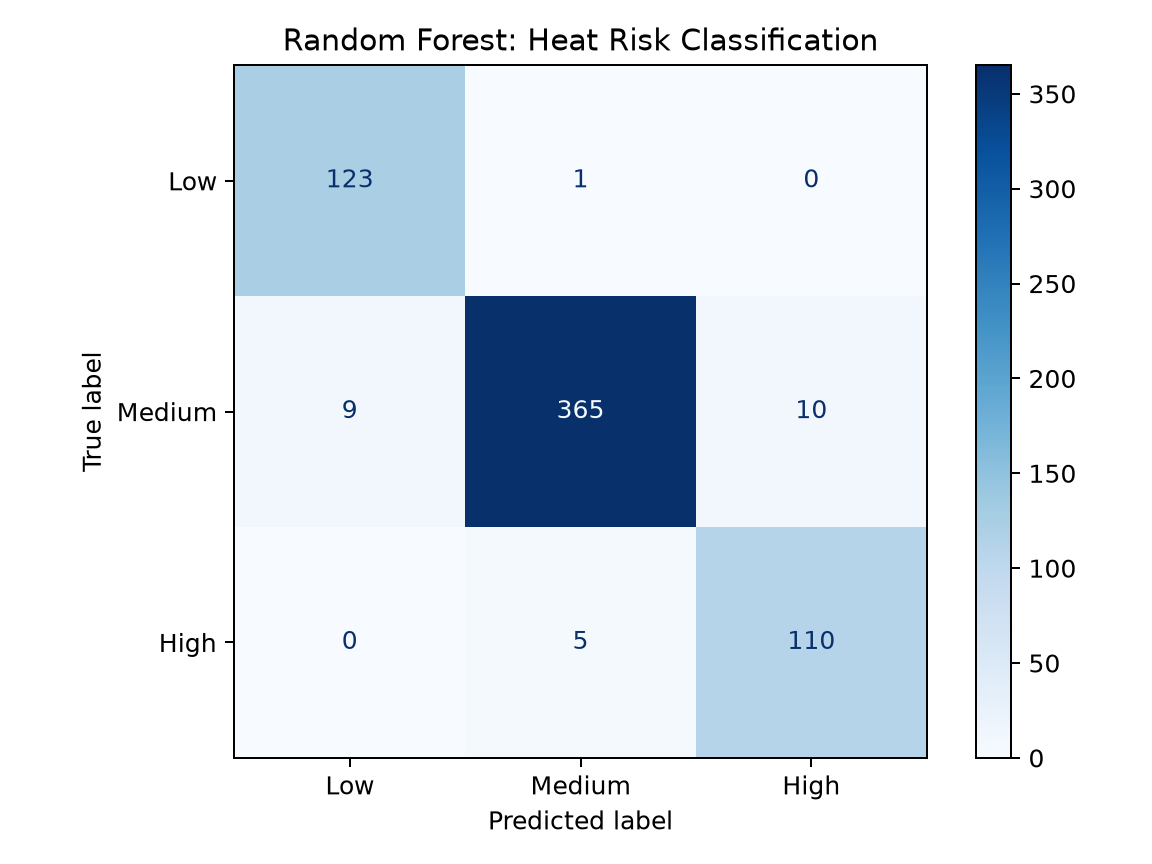 Random Forest: Heat Risk Classification
Low
123
1
0
Medium
9
365
10
High
0
5
110
Low
Medium
High
Predicted label
True label
350
300
250
200
150
100
50
0